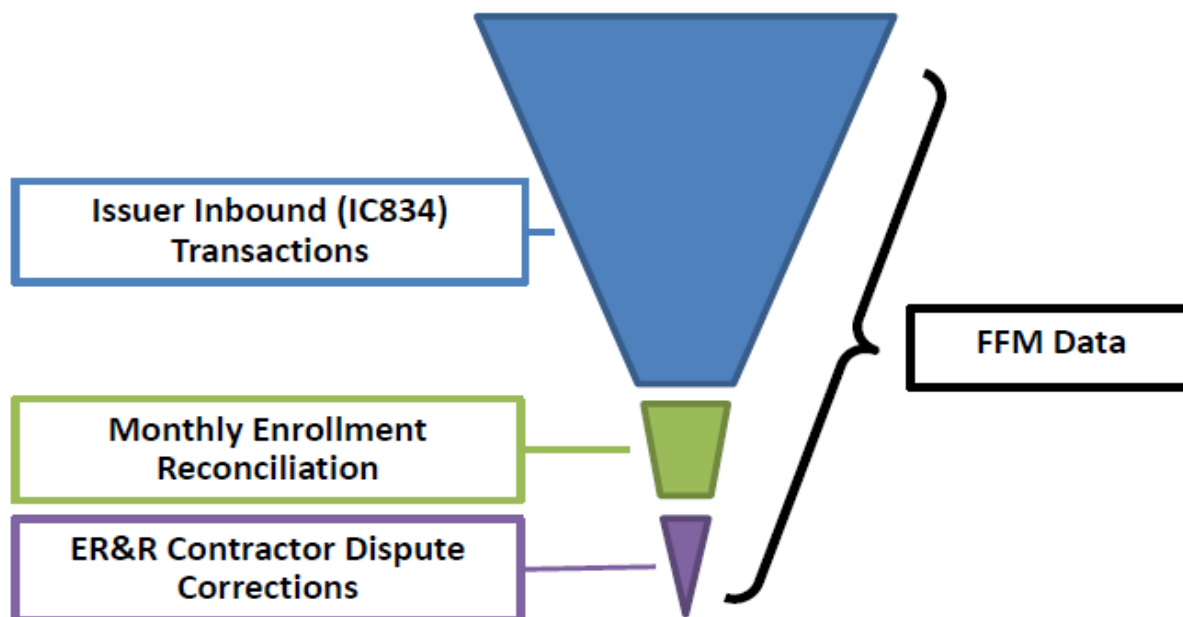 Issuer Inbound (IC834)
Transactions
FFM Data
Monthly Enrollment
Reconciliation
ER&R Contractor Dispute
Corrections